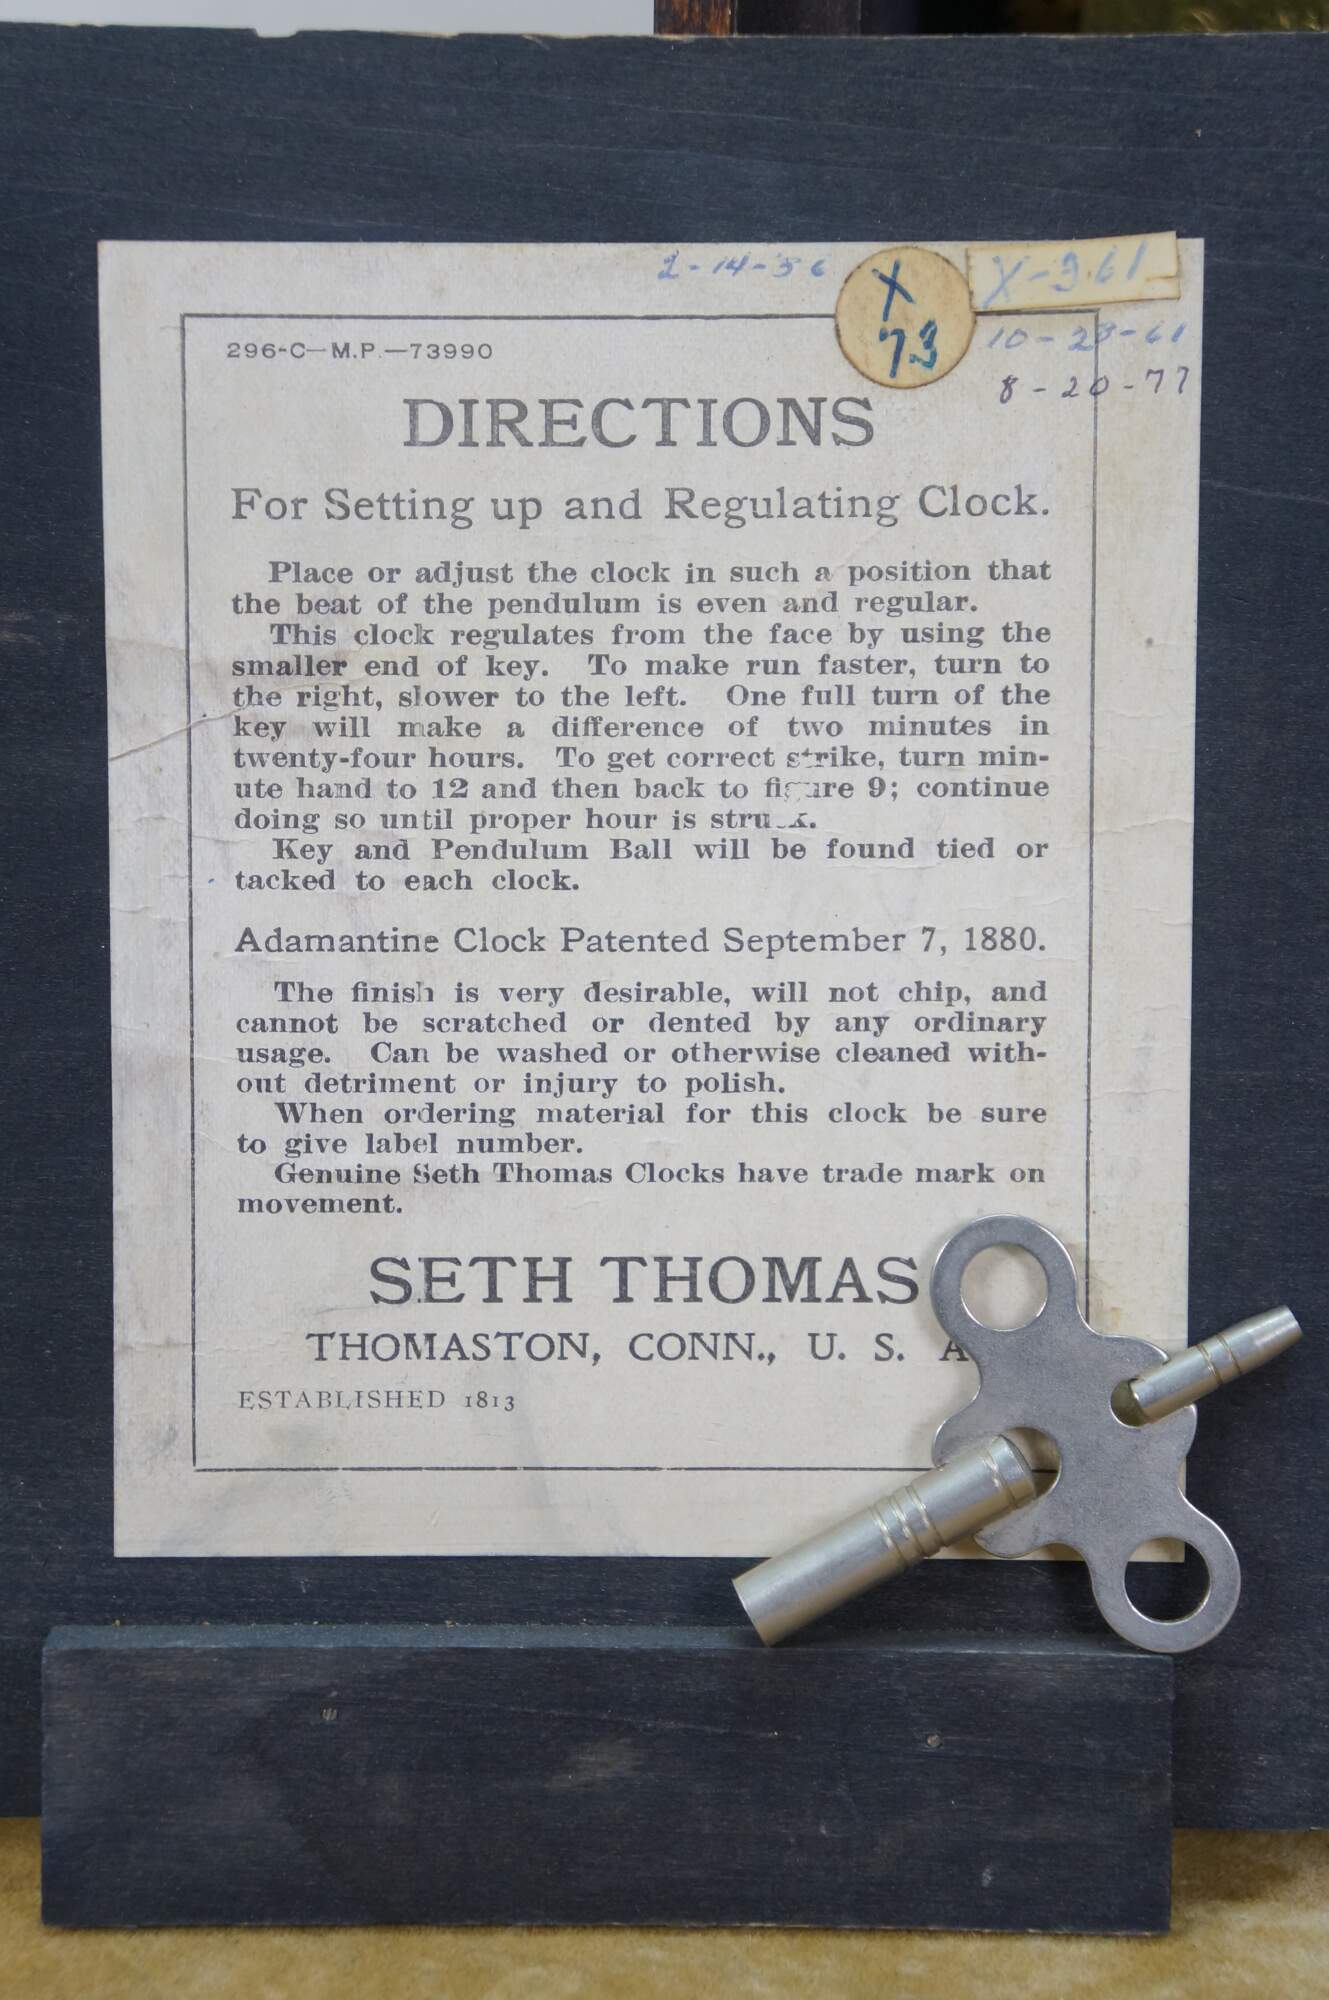 2-14-56
X
73
X-361
10-23-61
8-20-77
296-C—M.P.—73990
DIRECTIONS
For Setting up and Regulating Clock.
Place or adjust the clock in such a position that
the beat of the pendulum is even and regular.
This clock regulates from the face by using the
smaller end of key. To make run faster, turn to
the right, slower to the left. One full turn of the
key will make a difference of two minutes in
twenty-four hours. To get correct strike, turn min-
ute hand to 12 and then back to figure 9; continue
doing so until proper hour is struck.
Key and Pendulum Ball will be found tied or
tacked to each clock.
Adamantine Clock Patented September 7, 1880.
The finish is very desirable, will not chip, and
cannot be scratched or dented by any ordinary
usage. Can be washed or otherwise cleaned with-
out detriment or injury to polish.
When ordering material for this clock be sure
to give label number.
Genuine Seth Thomas Clocks have trade mark on
movement.
SETH THOMAS
THOMASTON, CONN., U. S. A
ESTABLISHED 1813